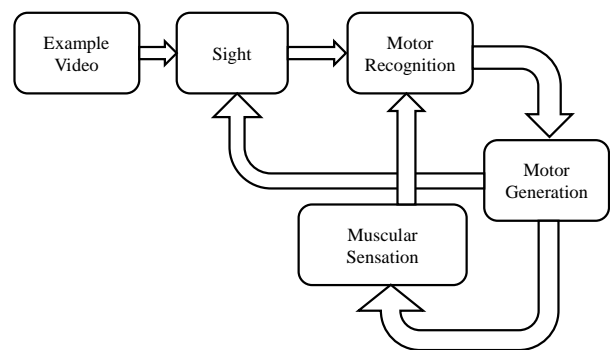 Example
Video
Sight
Motor
Recognition
Motor
Generation
Muscular
Sensation